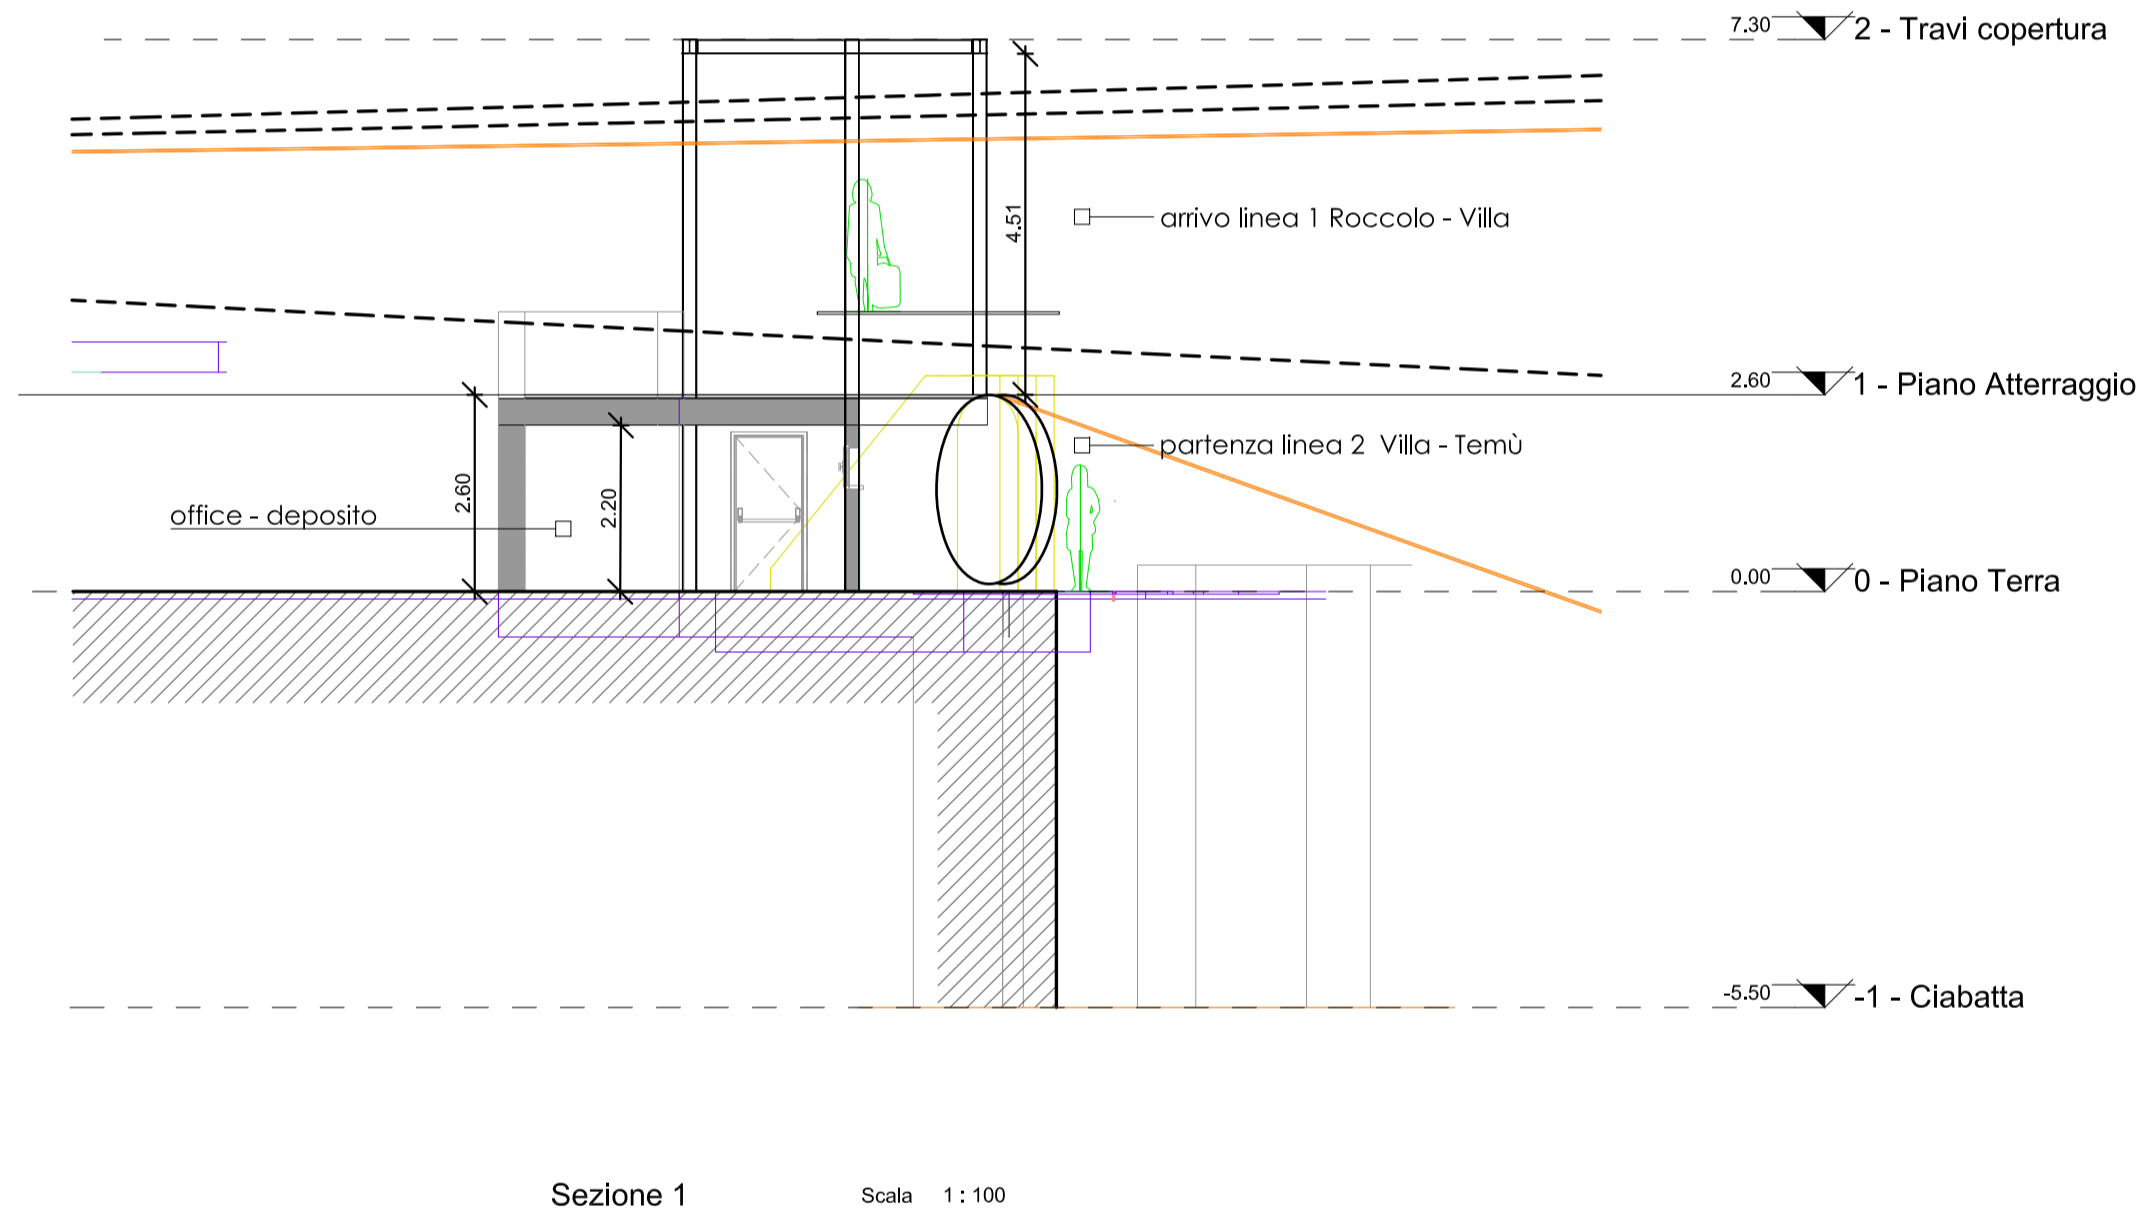 7.30 2 - Travi copertura
4.51
arrivo linea 1 Roccolo - Villa
2.60 1 - Piano Atterraggio
partenza linea 2 Villa - Temù
2.60
2.20
office - deposito
0.00 0 - Piano Terra
-5.50 -1 - Ciabatta
Sezione 1 Scala 1 : 100